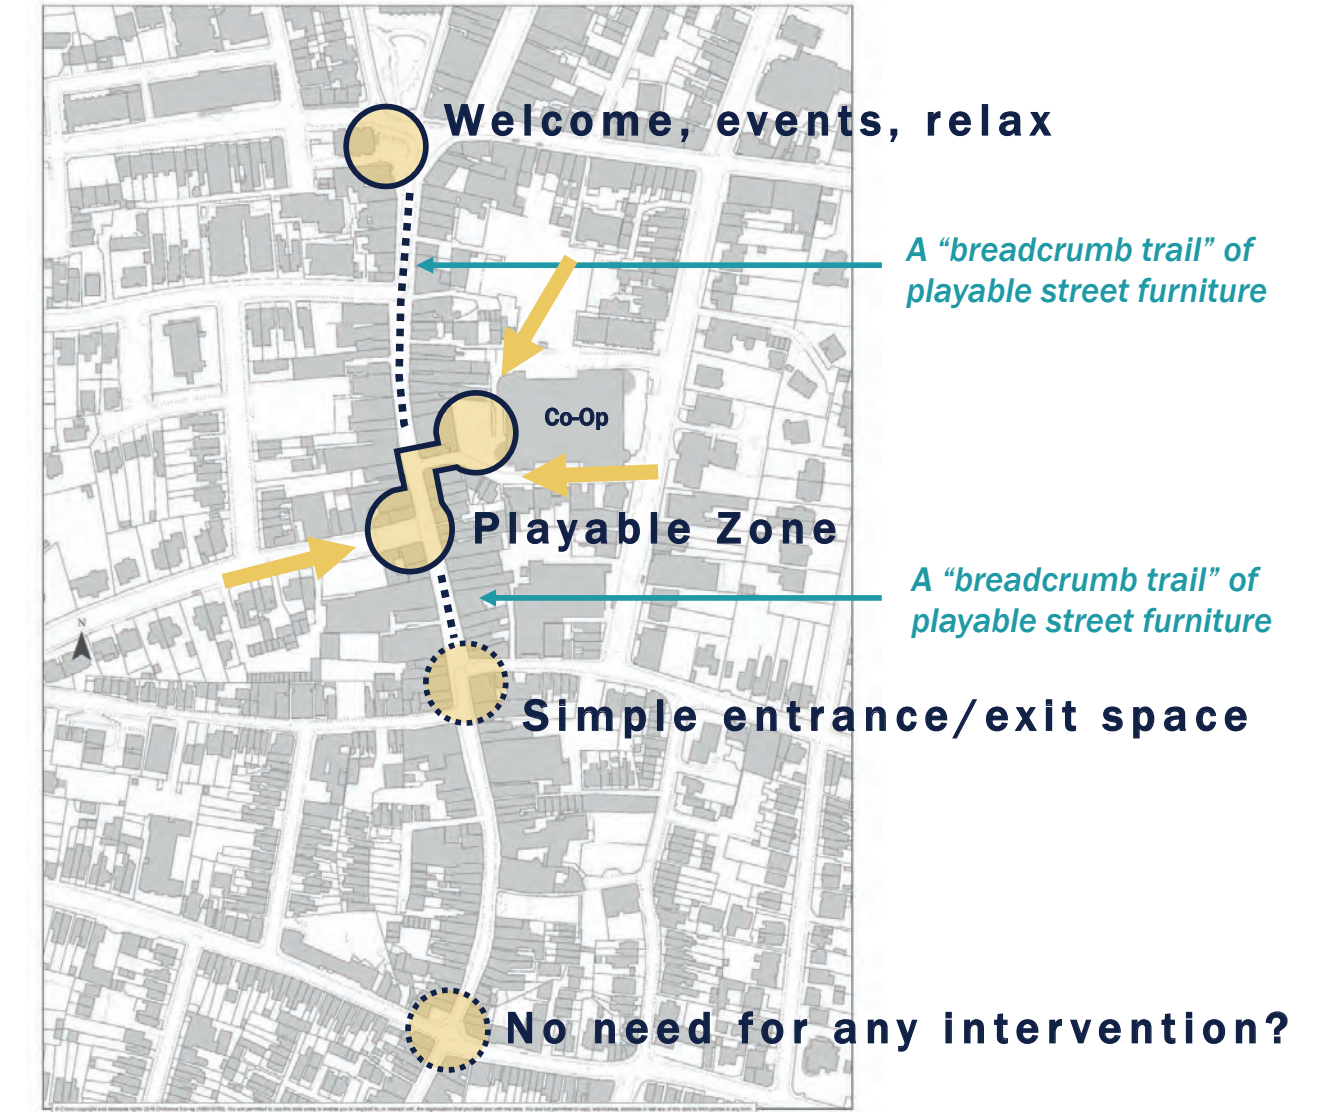 Welcome, events, relax
A “breadcrumb trail” of
playable street furniture
Co-Op
Playable Zone
A “breadcrumb trail” of
playable street furniture
N
Simple entrance/exit space
No need for any intervention?